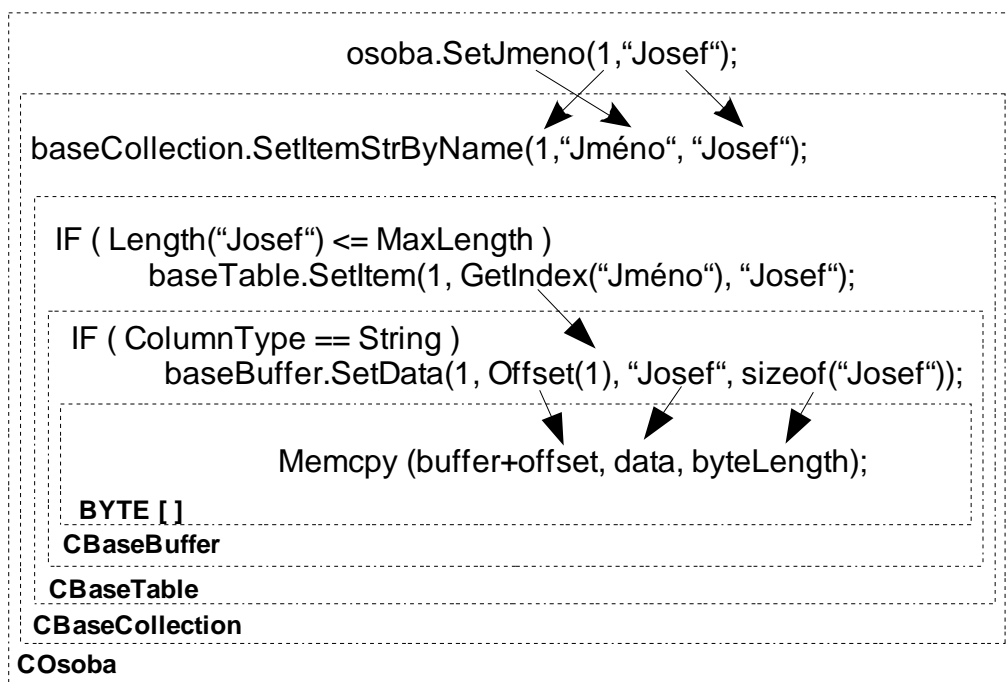 osoba.SetJmeno(1,“Josef“);
baseCollection.SetItemStrByName(1,“Jméno“, “Josef“);
IF ( Length(“Josef“) <= MaxLength )
baseTable.SetItem(1, GetIndex(“Jméno“), “Josef“);
IF ( ColumnType == String )
baseBuffer.SetData(1, Offset(1), “Josef“, sizeof(“Josef“));
Memcpy (buffer+offset, data, byteLength);
BYTE [ ]
CBaseBuffer
CBaseTable
CBaseCollection
COsoba